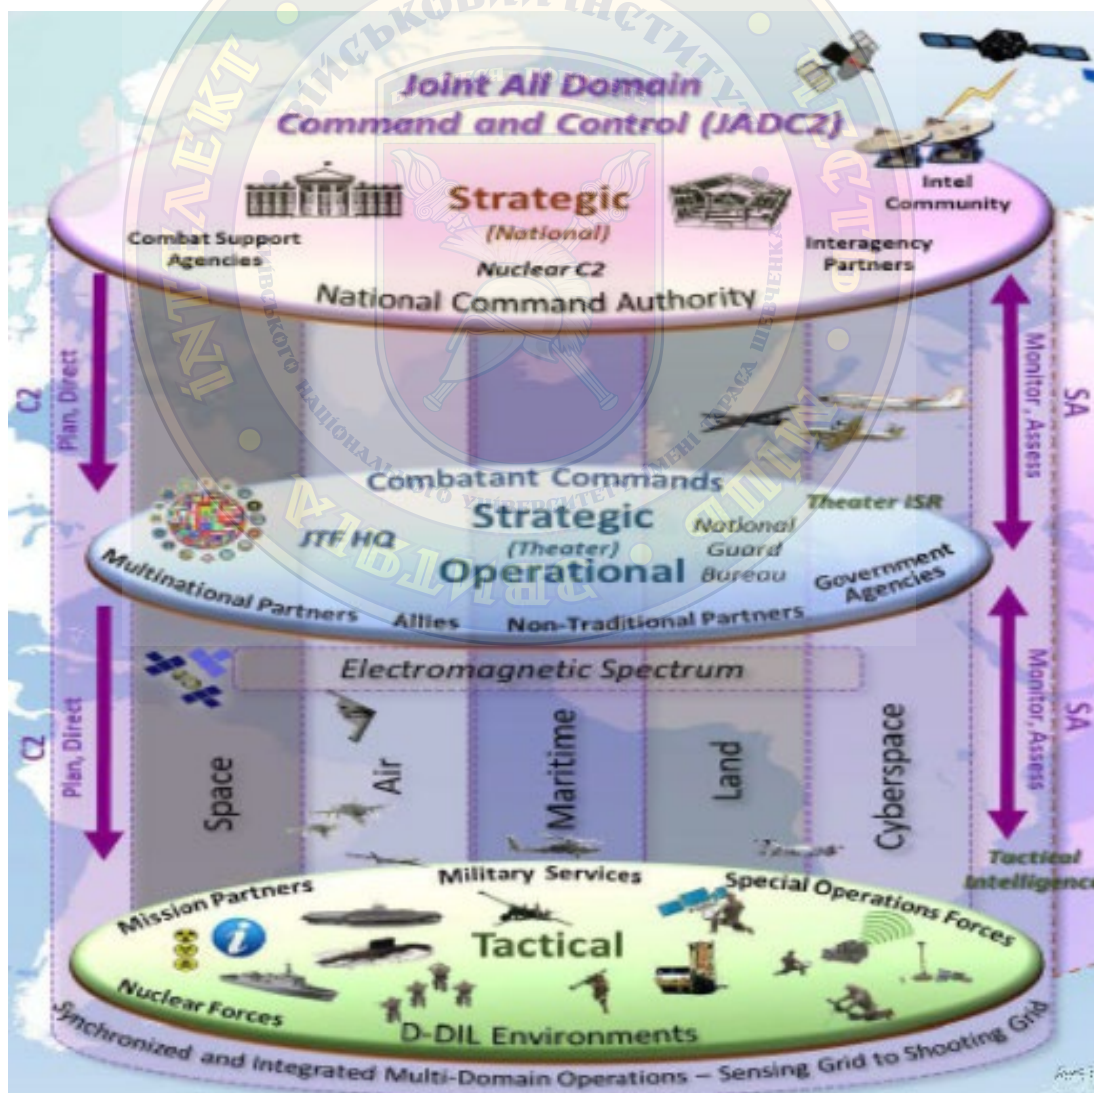 Joint All Domain
Command and Control (JADC2)
Strategic
(National)
Nuclear C2
National Command Authority
Combat Support
Agencies
Intel
Community
Interagency
Partners
C2
Plan, Direct
Monitor, Assess
SA
Combatant Commands
Strategic
(Theater)
Operational
JTF HQ
National
Guard
Bureau
Theater ISR
Multinational Partners
Allies
Non-Traditional Partners
Government
Agencies
Electromagnetic Spectrum
Space
Air
Maritime
Land
Cyberspace
C2
Plan, Direct
Monitor, Assess
SA
Tactical
Intelligence
Mission Partners
Military Services
Special Operations Forces
Tactical
Nuclear Forces
D-DIL Environments
Synchronized and Integrated Multi-Domain Operations – Sensing Grid to Shooting Grid
ІНТЕЛЕКТ
ЧЕСТЬ